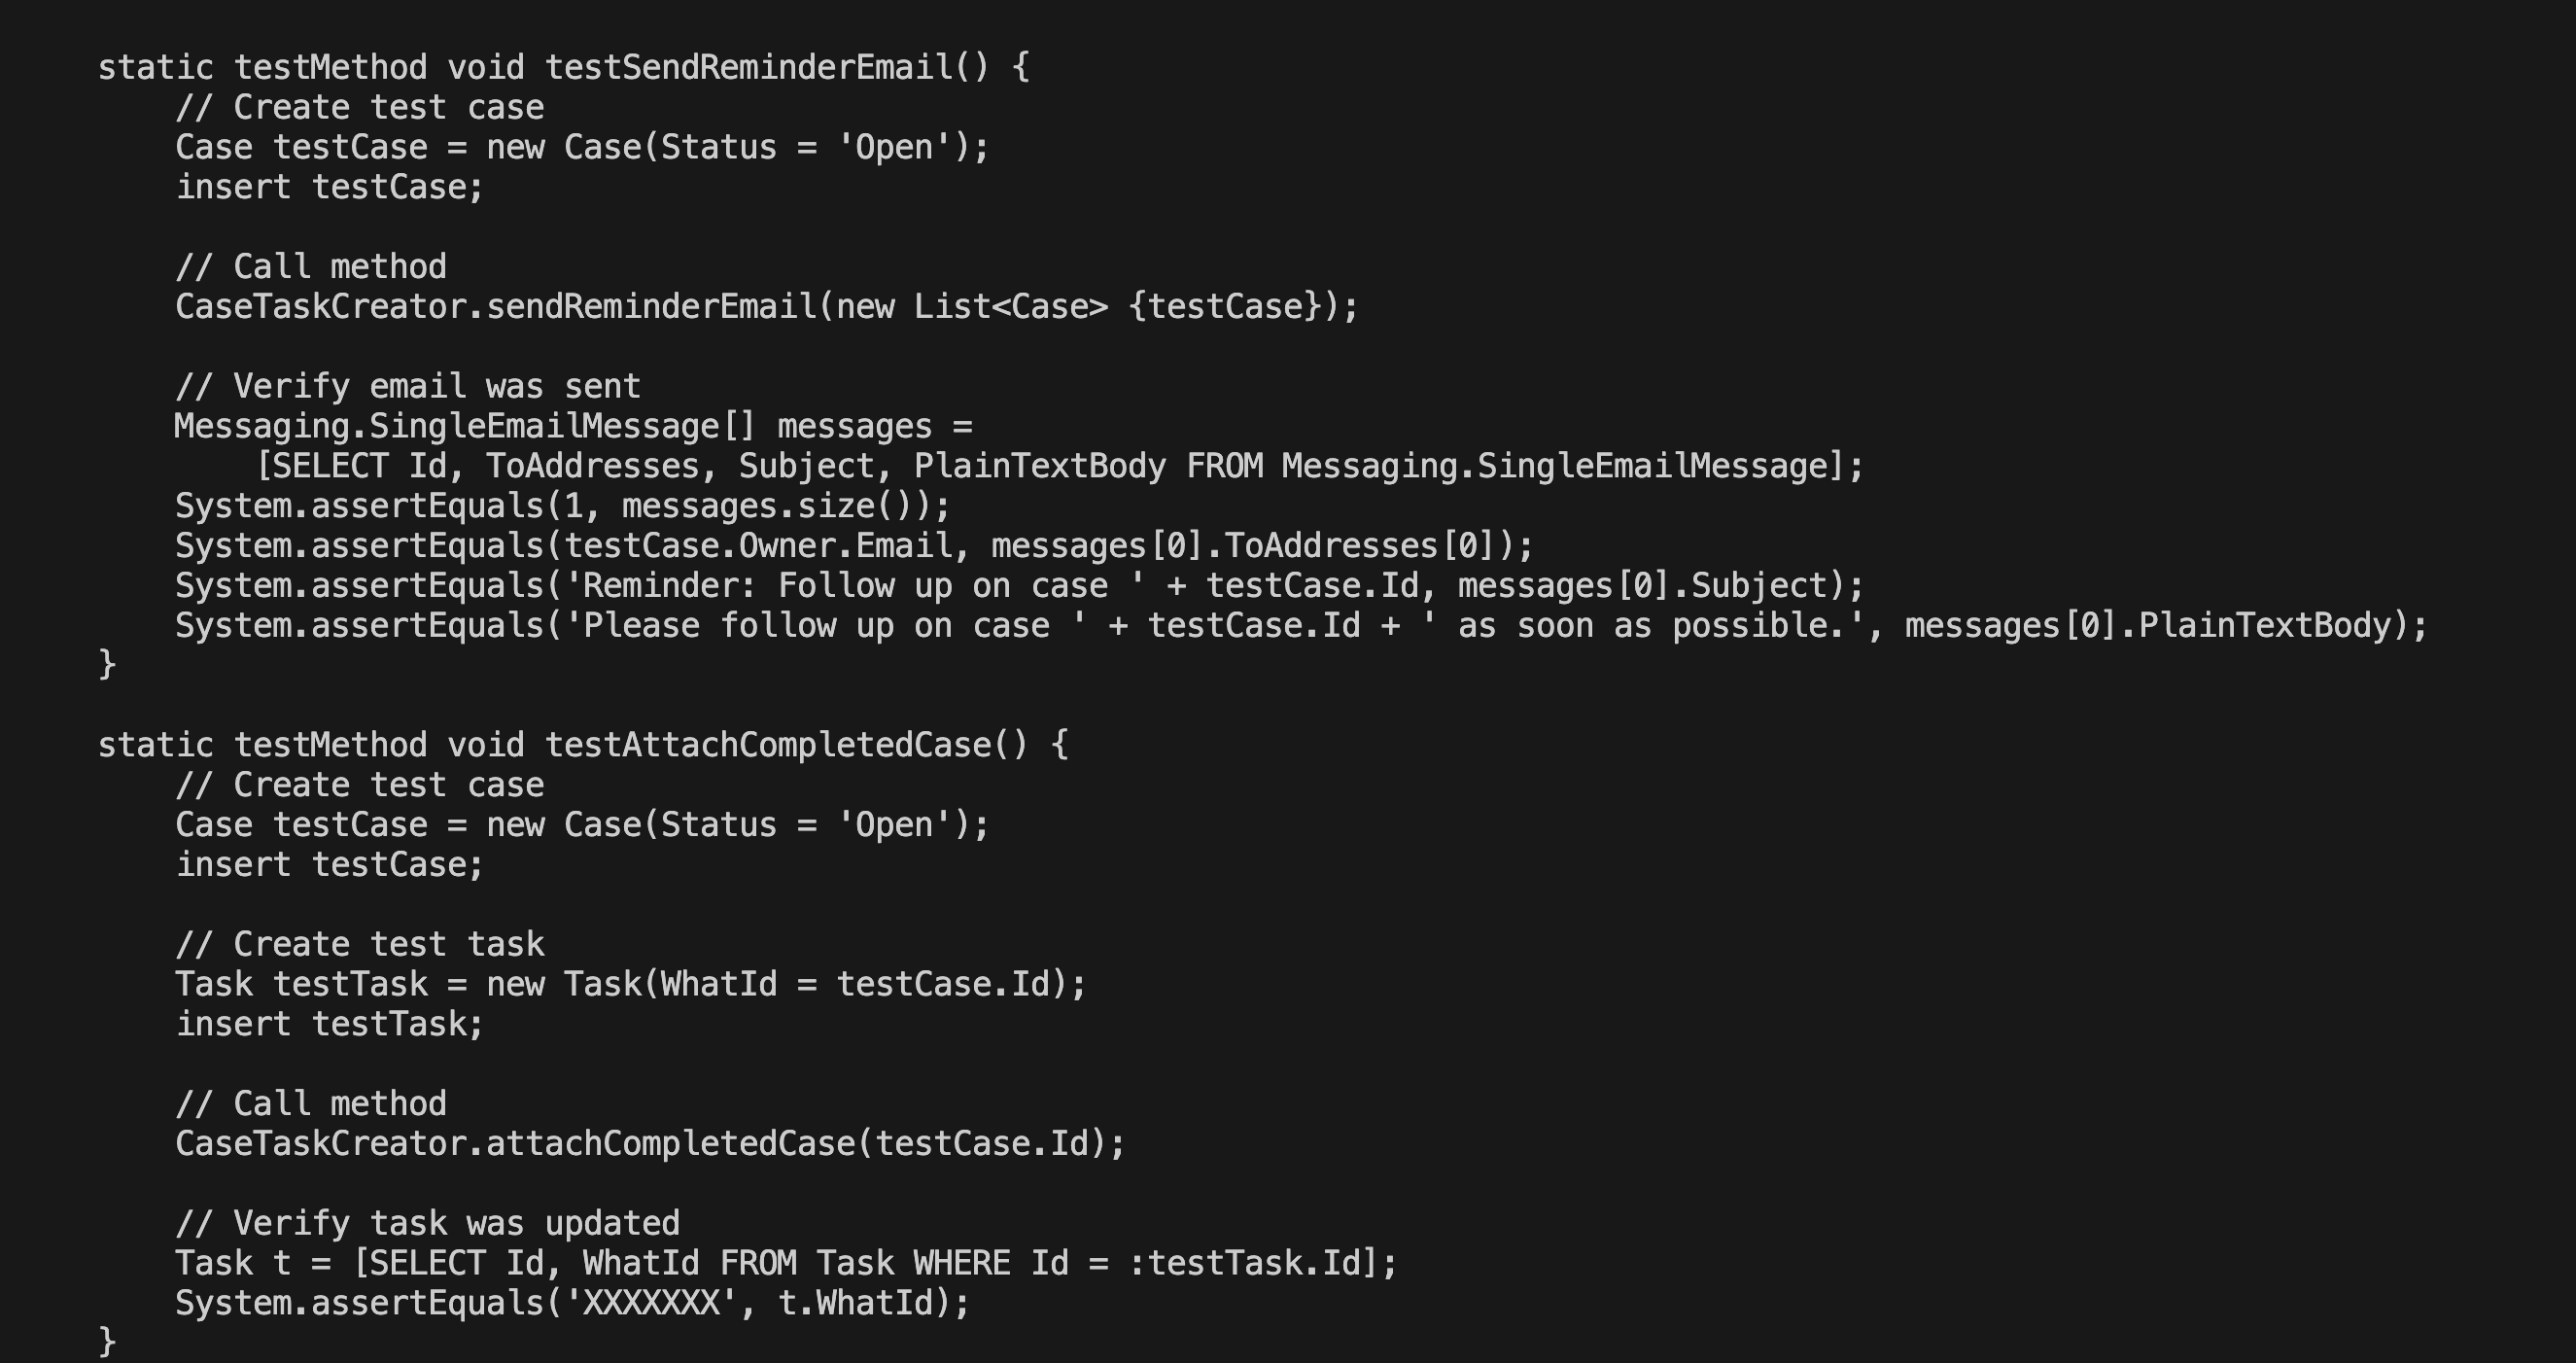 static testMethod void testSendReminderEmail() {
    // Create test case
    Case testCase = new Case(Status = 'Open');
    insert testCase;

    // Call method
    CaseTaskCreator.sendReminderEmail(new List<Case> {testCase});

    // Verify email was sent
    Messaging.SingleEmailMessage[] messages =
        [SELECT Id, ToAddresses, Subject, PlainTextBody FROM Messaging.SingleEmailMessage];
    System.assertEquals(1, messages.size());
    System.assertEquals(testCase.Owner.Email, messages[0].ToAddresses[0]);
    System.assertEquals('Reminder: Follow up on case ' + testCase.Id, messages[0].Subject);
    System.assertEquals('Please follow up on case ' + testCase.Id + ' as soon as possible.', messages[0].PlainTextBody);
}

static testMethod void testAttachCompletedCase() {
    // Create test case
    Case testCase = new Case(Status = 'Open');
    insert testCase;

    // Create test task
    Task testTask = new Task(WhatId = testCase.Id);
    insert testTask;

    // Call method
    CaseTaskCreator.attachCompletedCase(testCase.Id);

    // Verify task was updated
    Task t = [SELECT Id, WhatId FROM Task WHERE Id = :testTask.Id];
    System.assertEquals('XXXXXXX', t.WhatId);
}